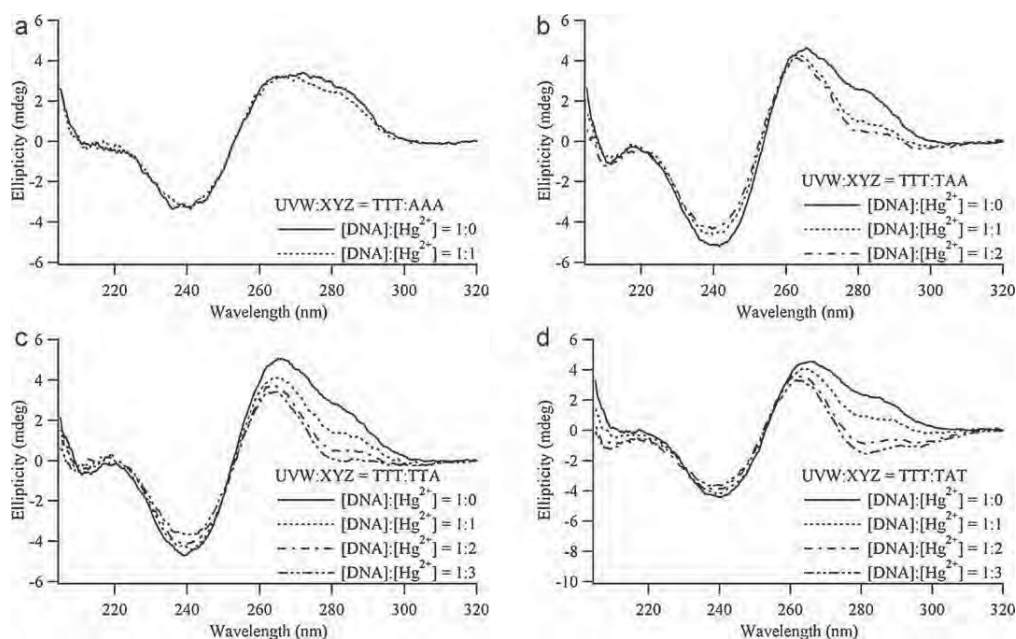 a
6
4
2
0
-2
-4
-6
Ellipticity (mdeg)
UVW:XYZ = TTT:AAA
[DNA]:[Hg²⁺] = 1:0
[DNA]:[Hg²⁺] = 1:1
220 240 260 280 300 320
Wavelength (nm)
b
6
4
2
0
-2
-4
-6
Ellipticity (mdeg)
UVW:XYZ = TTT:TAA
[DNA]:[Hg²⁺] = 1:0
[DNA]:[Hg²⁺] = 1:1
[DNA]:[Hg²⁺] = 1:2
220 240 260 280 300 320
Wavelength (nm)
c
6
4
2
0
-2
-4
-6
Ellipticity (mdeg)
UVW:XYZ = TTT:TTA
[DNA]:[Hg²⁺] = 1:0
[DNA]:[Hg²⁺] = 1:1
[DNA]:[Hg²⁺] = 1:2
[DNA]:[Hg²⁺] = 1:3
220 240 260 280 300 320
Wavelength (nm)
d
6
4
2
0
-2
-4
-6
-8
-10
Ellipticity (mdeg)
UVW:XYZ = TTT:TAT
[DNA]:[Hg²⁺] = 1:0
[DNA]:[Hg²⁺] = 1:1
[DNA]:[Hg²⁺] = 1:2
[DNA]:[Hg²⁺] = 1:3
220 240 260 280 300 320
Wavelength (nm)